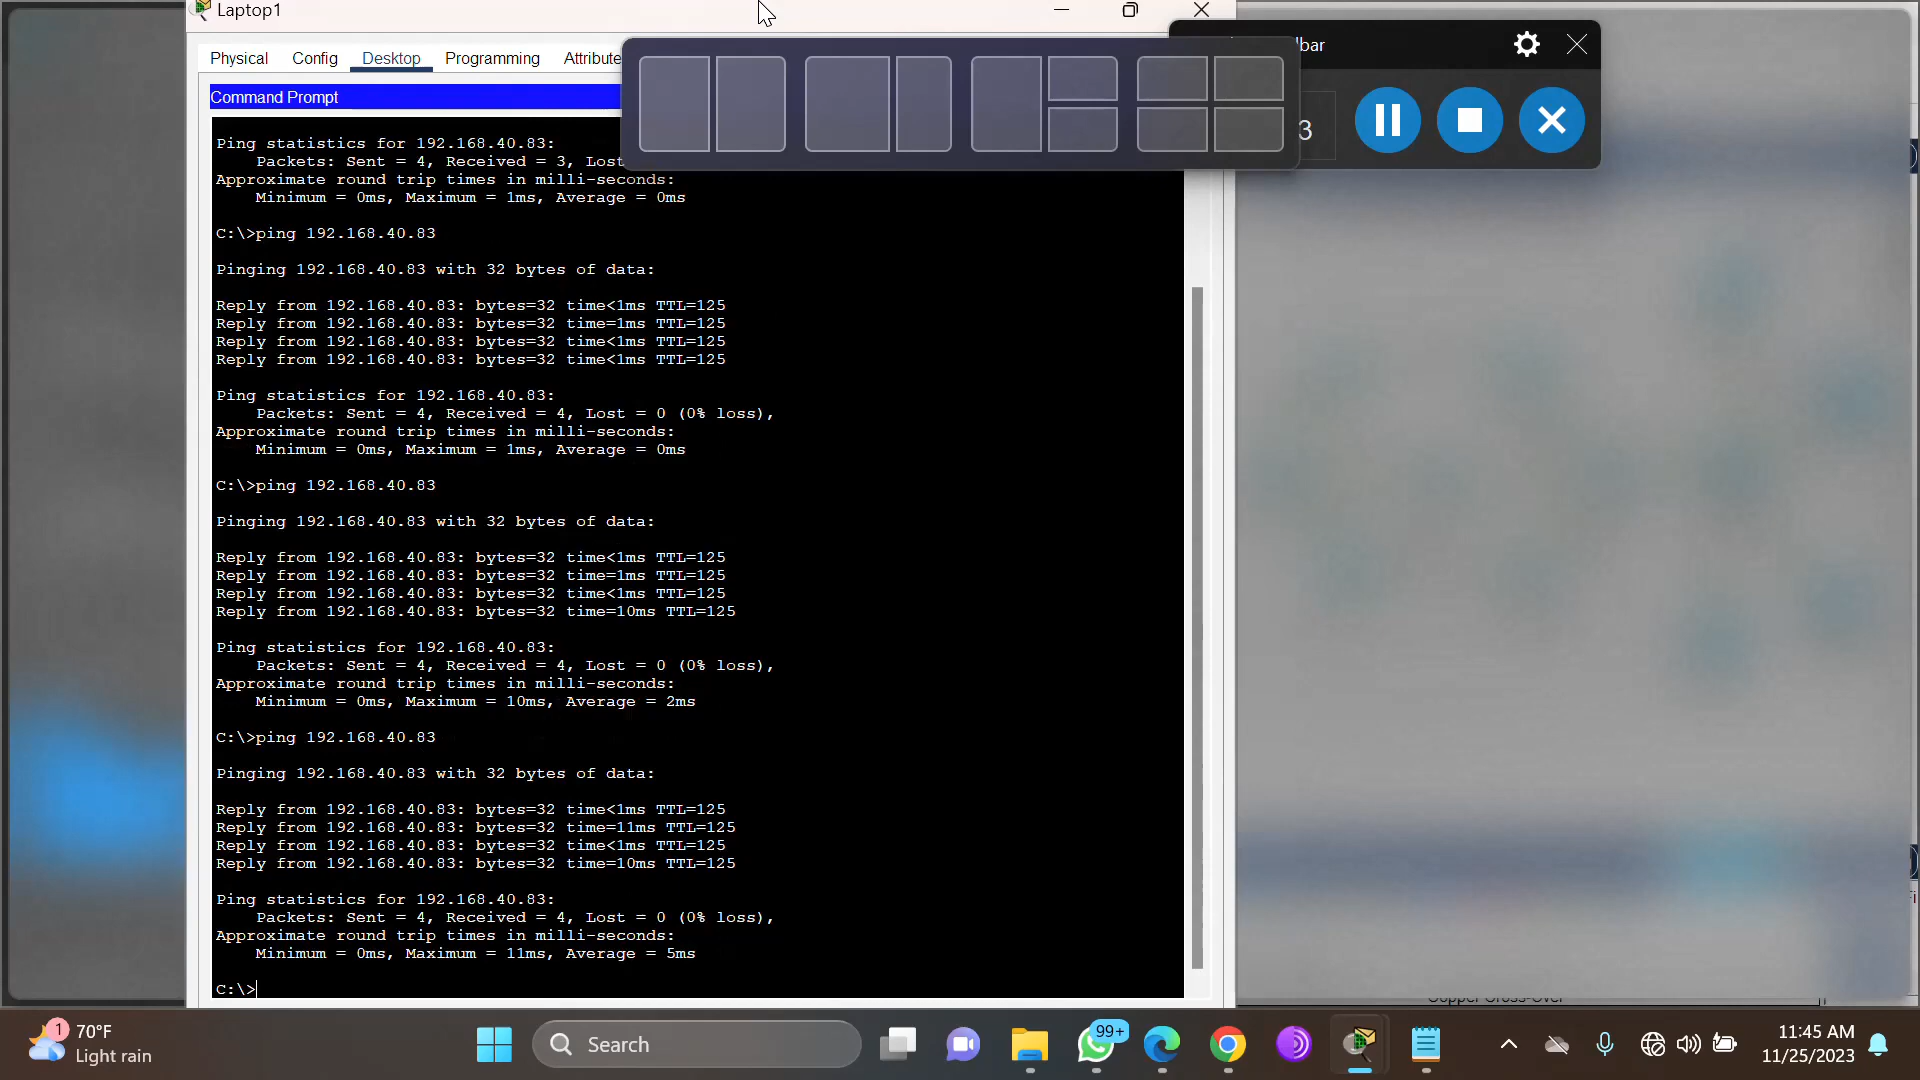 Laptop1
Physical Config Desktop Programming Attribute
lbar
Command Prompt
3
Ping statistics for 192.168.40.83:
Packets: Sent = 4, Received = 3, Lost
Approximate round trip times in milli-seconds:
Minimum = 0ms, Maximum = 1ms, Average = 0ms
C:\>ping 192.168.40.83
Pinging 192.168.40.83 with 32 bytes of data:
Reply from 192.168.40.83: bytes=32 time<1ms TTL=125
Reply from 192.168.40.83: bytes=32 time=1ms TTL=125
Reply from 192.168.40.83: bytes=32 time<1ms TTL=125
Reply from 192.168.40.83: bytes=32 time<1ms TTL=125
Ping statistics for 192.168.40.83:
Packets: Sent = 4, Received = 4, Lost = 0 (0% loss),
Approximate round trip times in milli-seconds:
Minimum = 0ms, Maximum = 1ms, Average = 0ms
C:\>ping 192.168.40.83
Pinging 192.168.40.83 with 32 bytes of data:
Reply from 192.168.40.83: bytes=32 time<1ms TTL=125
Reply from 192.168.40.83: bytes=32 time=1ms TTL=125
Reply from 192.168.40.83: bytes=32 time<1ms TTL=125
Reply from 192.168.40.83: bytes=32 time=10ms TTL=125
Ping statistics for 192.168.40.83:
Packets: Sent = 4, Received = 4, Lost = 0 (0% loss),
Approximate round trip times in milli-seconds:
Minimum = 0ms, Maximum = 10ms, Average = 2ms
C:\>ping 192.168.40.83
Pinging 192.168.40.83 with 32 bytes of data:
Reply from 192.168.40.83: bytes=32 time<1ms TTL=125
Reply from 192.168.40.83: bytes=32 time=11ms TTL=125
Reply from 192.168.40.83: bytes=32 time<1ms TTL=125
Reply from 192.168.40.83: bytes=32 time=10ms TTL=125
Ping statistics for 192.168.40.83:
Packets: Sent = 4, Received = 4, Lost = 0 (0% loss),
Approximate round trip times in milli-seconds:
Minimum = 0ms, Maximum = 11ms, Average = 5ms
C:\>
Copper Cross-Over
1
70°F
Light rain
Search
99+
11:45 AM
11/25/2023